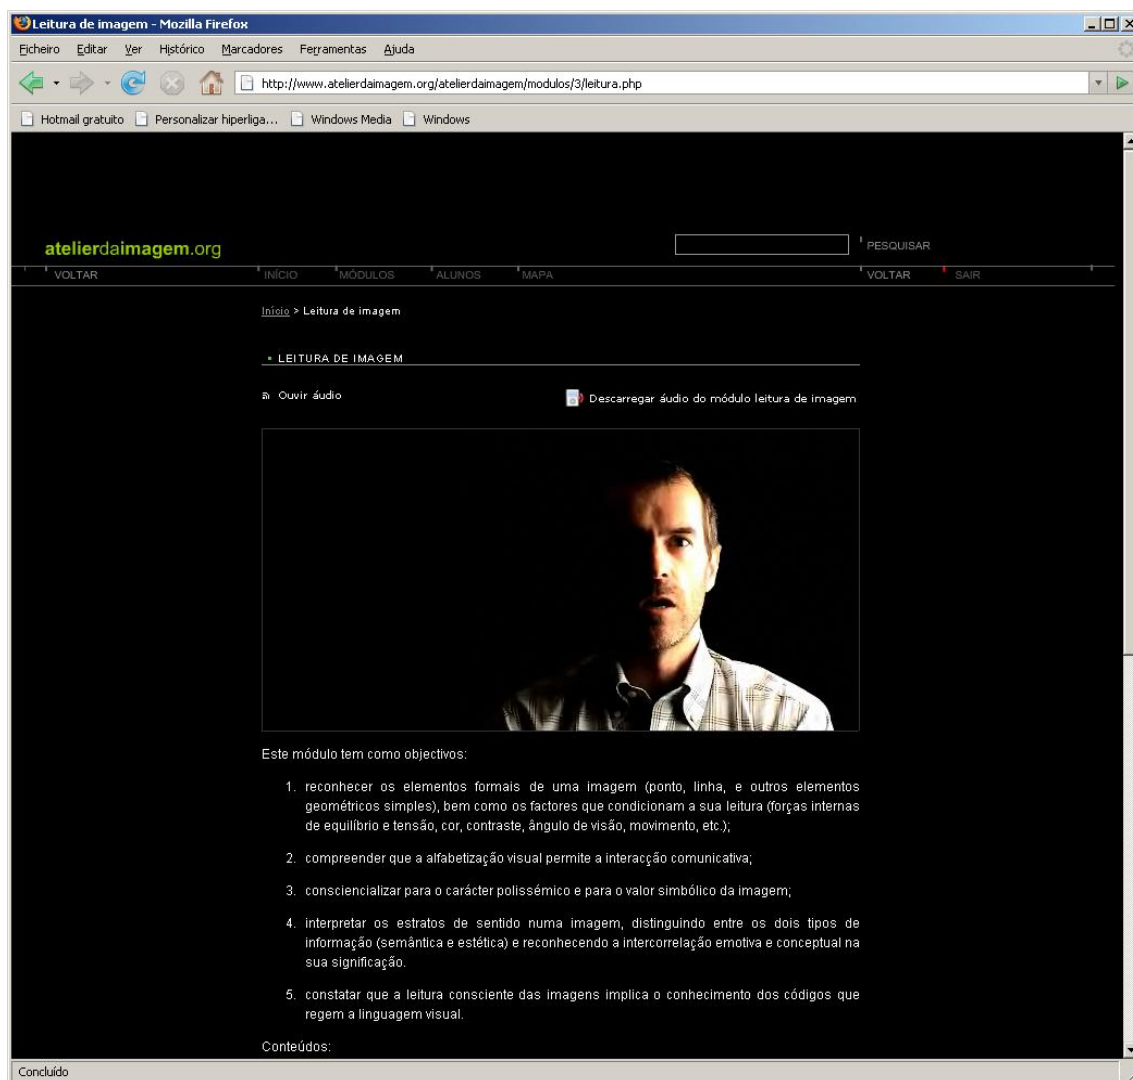 Leitura de imagem - Mozilla Firefox
Ficheiro Editar Ver Histórico Marcadores Ferramentas Ajuda
http://www.atelierdaimagem.org/atelierdaimagem/modulos/3/leitura.php
Hotmail gratuito Personalizar hiperliga... Windows Media Windows
atelierdaimagem.org PESQUISAR
VOLTAR INÍCIO MÓDULOS ALUNOS MAPA VOLTAR SAIR
Início > Leitura de imagem
LEITURA DE IMAGEM
Ouvir áudio Descarregar áudio do módulo leitura de imagem
Este módulo tem como objectivos:
1. reconhecer os elementos formais de uma imagem (ponto, linha, e outros elementos
geométricos simples), bem como os factores que condicionam a sua leitura (forças internas
de equilíbrio e tensão, cor, contraste, ângulo de visão, movimento, etc.);
2. compreender que a alfabetização visual permite a interacção comunicativa;
3. consciencializar para o carácter polissémico e para o valor simbólico da imagem;
4. interpretar os estratos de sentido numa imagem, distinguindo entre os dois tipos de
informação (semântica e estética) e reconhecendo a intercorrelação emotiva e conceptual na
sua significação.
5. constatar que a leitura consciente das imagens implica o conhecimento dos códigos que
regem a linguagem visual.
Conteúdos:
Concluído